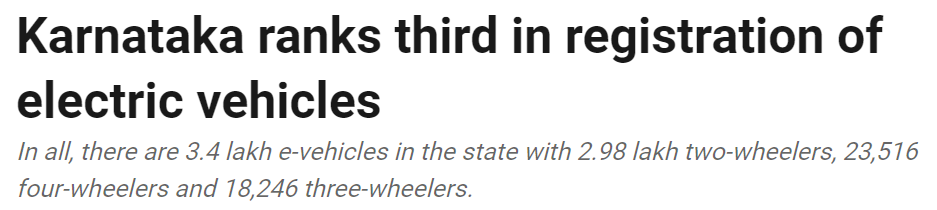 Karnataka ranks third in registration of
electric vehicles
In all, there are 3.4 lakh e-vehicles in the state with 2.98 lakh two-wheelers, 23,516
four-wheelers and 18,246 three-wheelers.